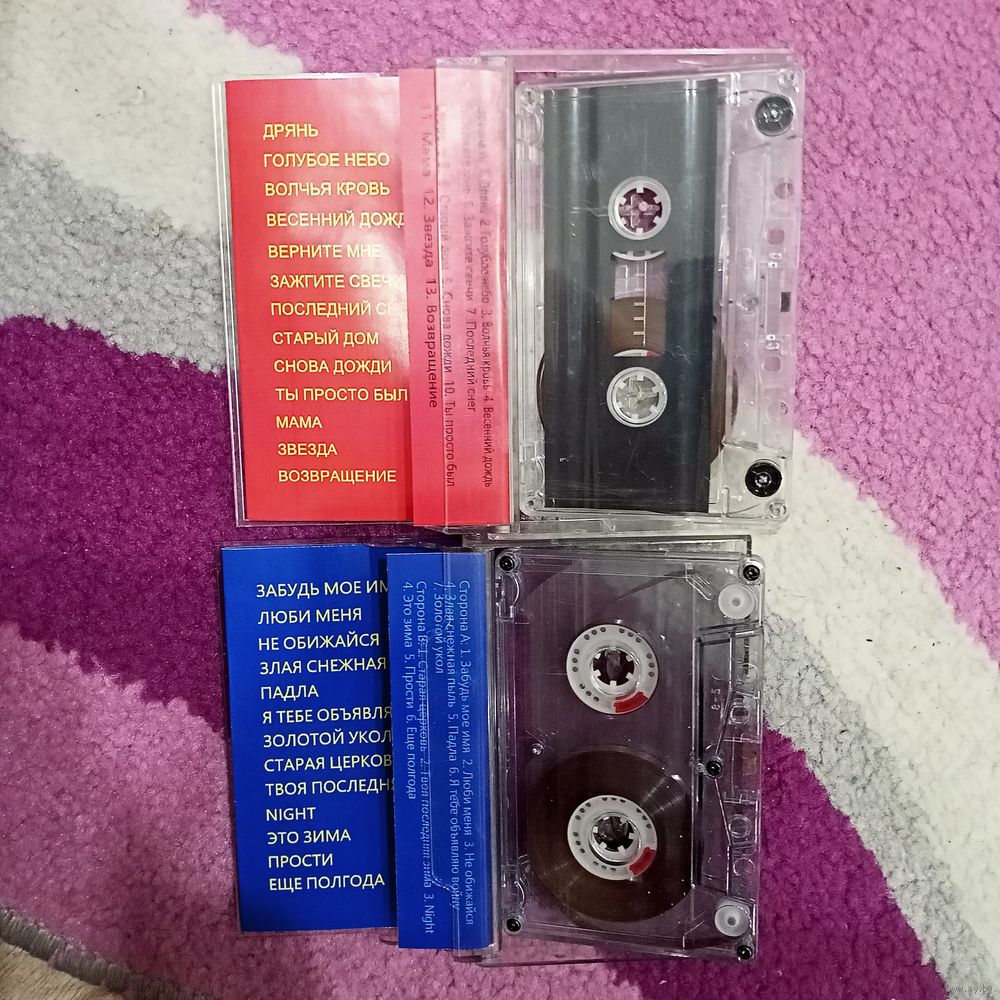 ДРЯНЬ
ГОЛУБОЕ НЕБО
ВОЛЧЬЯ КРОВЬ
ВЕСЕННИЙ ДОЖД
ВЕРНИТЕ МНЕ
ЗАЖГИТЕ СВЕЧ
ПОСЛЕДНИЙ СН
СТАРЫЙ ДОМ
СНОВА ДОЖДИ
ТЫ ПРОСТО БЫЛ
МАМА
ЗВЕЗДА
ВОЗВРАЩЕНИЕ
2. Голубое небо 3. Волчья кровь 4. Весенний дождь
Зажгите свечи 7. Последний снег
Старый дом 9. Снова дожди 10. Ты просто был
11. Мама 12. Звезда 13. Возвращение
ЗАБУДЬ МОЕ ИМ
ЛЮБИ МЕНЯ
НЕ ОБИЖАЙСЯ
ЗЛАЯ СНЕЖНАЯ
ПАДЛА
Я ТЕБЕ ОБЪЯВЛЯ
ЗОЛОТОЙ УКОЛ
СТАРАЯ ЦЕРКОВ
ТВОЯ ПОСЛЕДНЯ
NIGHT
ЭТО ЗИМА
ПРОСТИ
ЕЩЕ ПОЛГОДА
Сторона А. 1. Забудь мое имя 2. Люби меня 3. Не обижайся
4. Злая снежная пыль 5. Падла 6. Я тебе объявляю войну
7. Золотой укол
Сторона В. 1. Старая церковь 2. Твоя последняя зима 3. Night
4. Это зима 5. Прости 6. Еще полгода